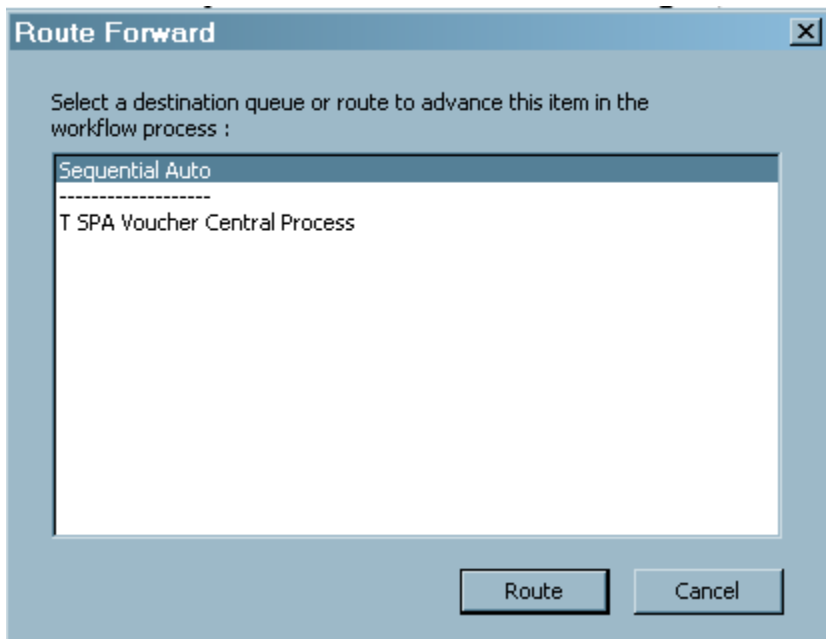 Route Forward
Select a destination queue or route to advance this item in the
workflow process :
Sequential Auto
-------------------
T SPA Voucher Central Process
Route
Cancel